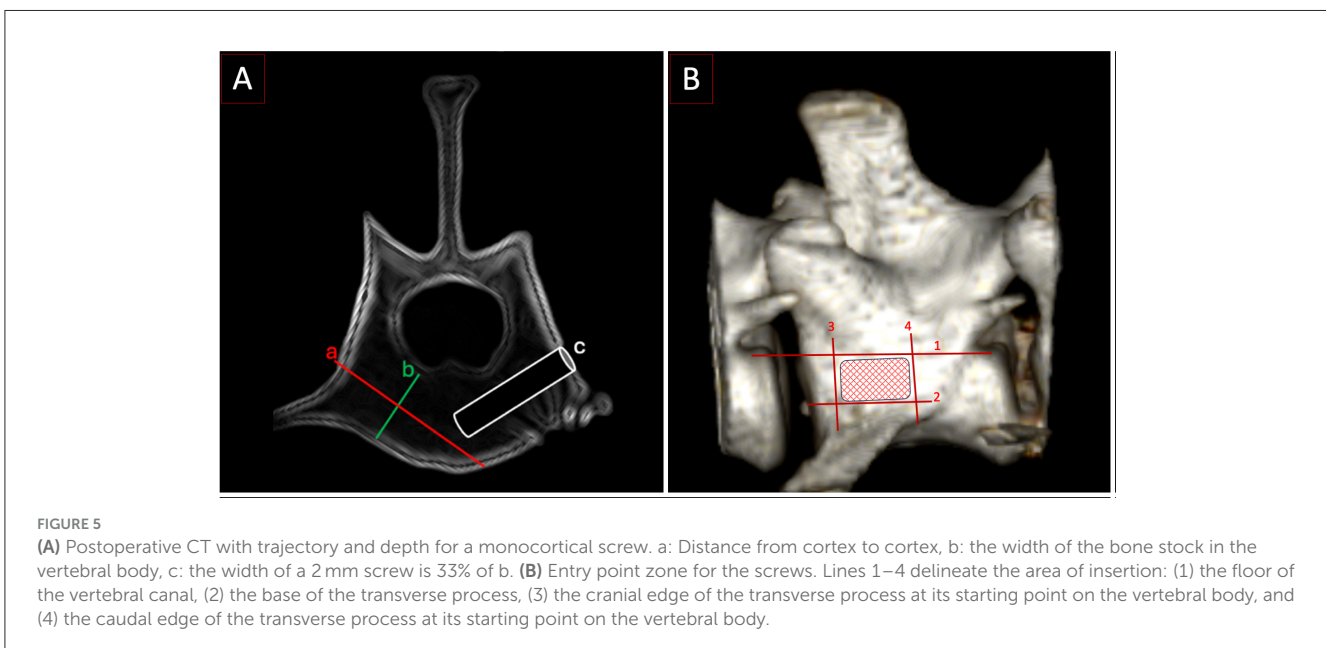 A
B
a
b
c
3
4
1
2
FIGURE 5
(A) Postoperative CT with trajectory and depth for a monocortical screw. a: Distance from cortex to cortex, b: the width of the bone stock in the
vertebral body, c: the width of a 2 mm screw is 33% of b. (B) Entry point zone for the screws. Lines 1–4 delineate the area of insertion: (1) the floor of
the vertebral canal, (2) the base of the transverse process, (3) the cranial edge of the transverse process at its starting point on the vertebral body, and
(4) the caudal edge of the transverse process at its starting point on the vertebral body.